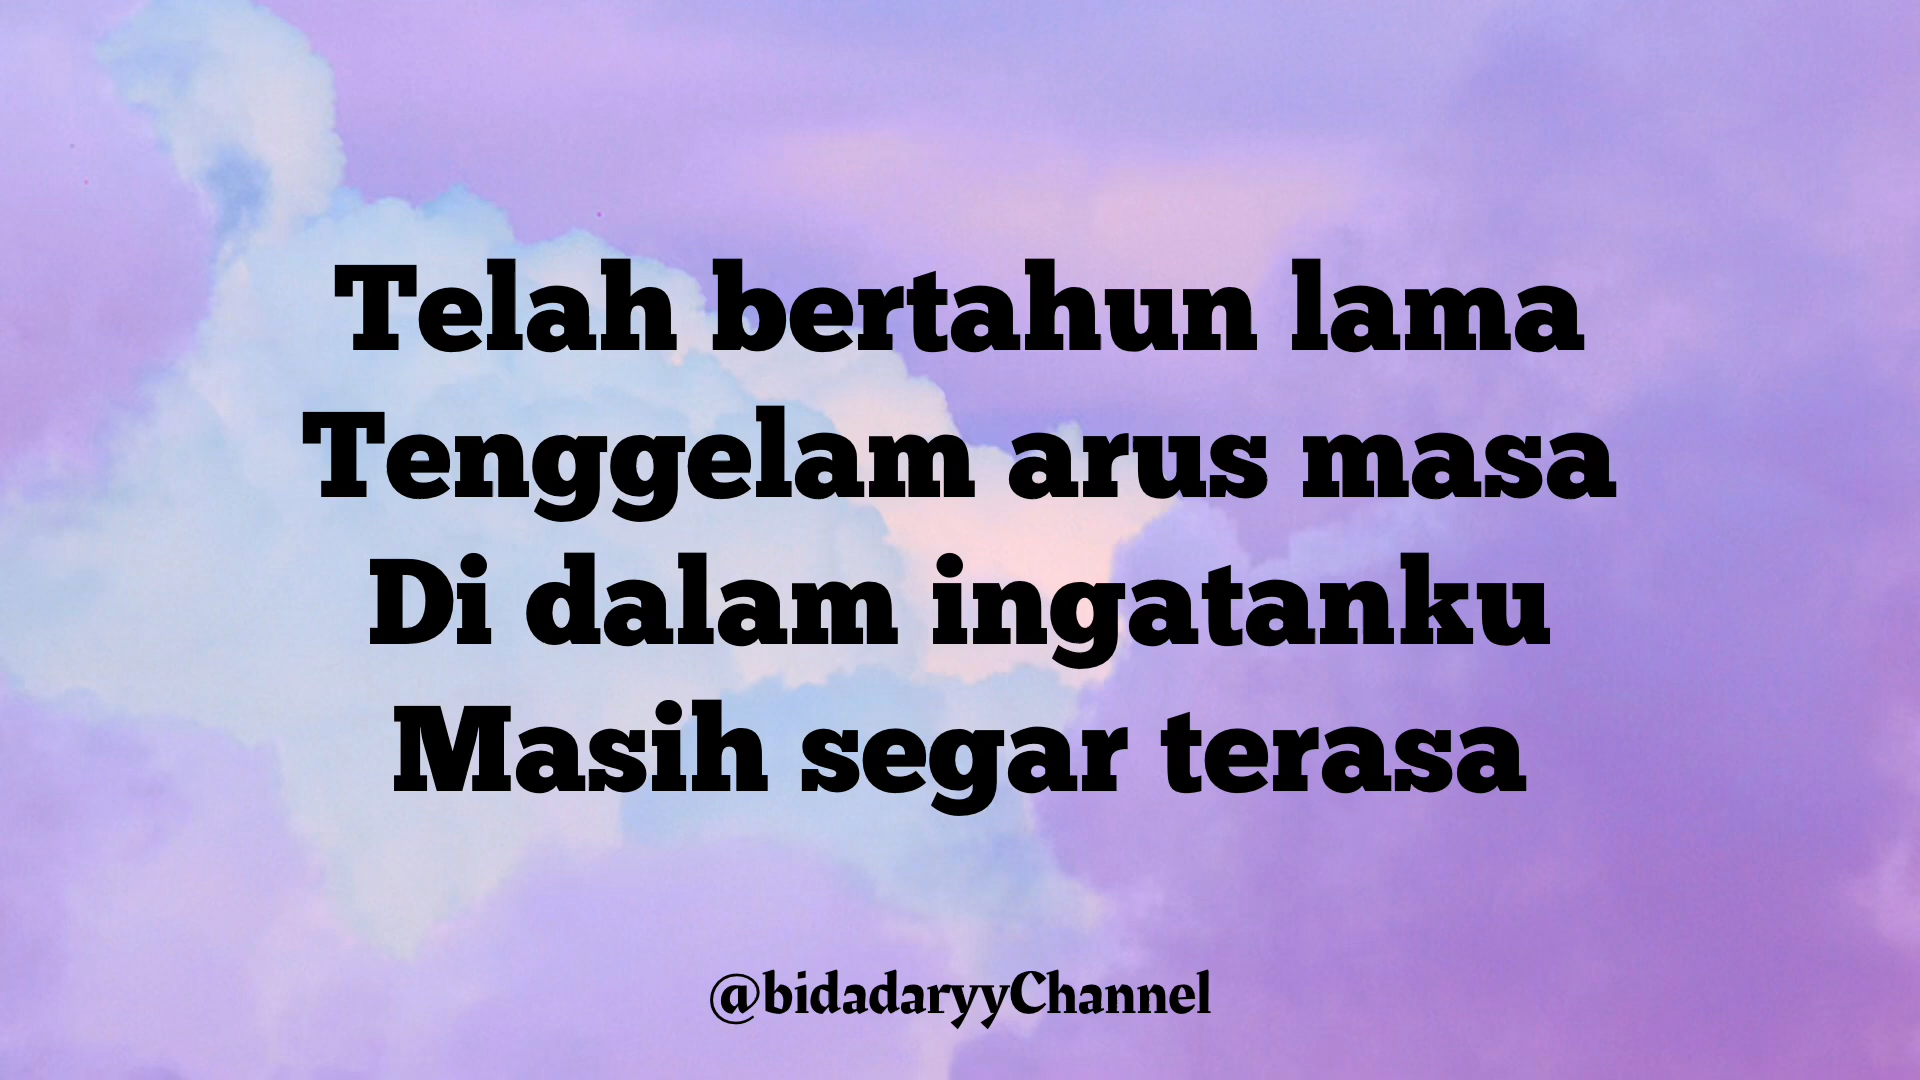 Telah bertahun lama
Tenggelam arus masa
Di dalam ingatanku
Masih segar terasa
@bidadaryyChannel